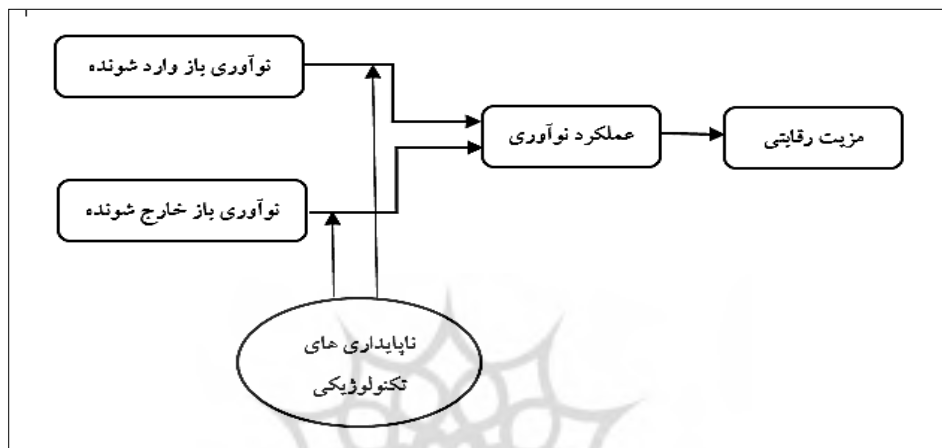 نوآوری باز وارد شونده
عملکرد نوآوری
مزیت رقابتی
نوآوری باز خارج شونده
ناپایداری های
تکنولوژیکی